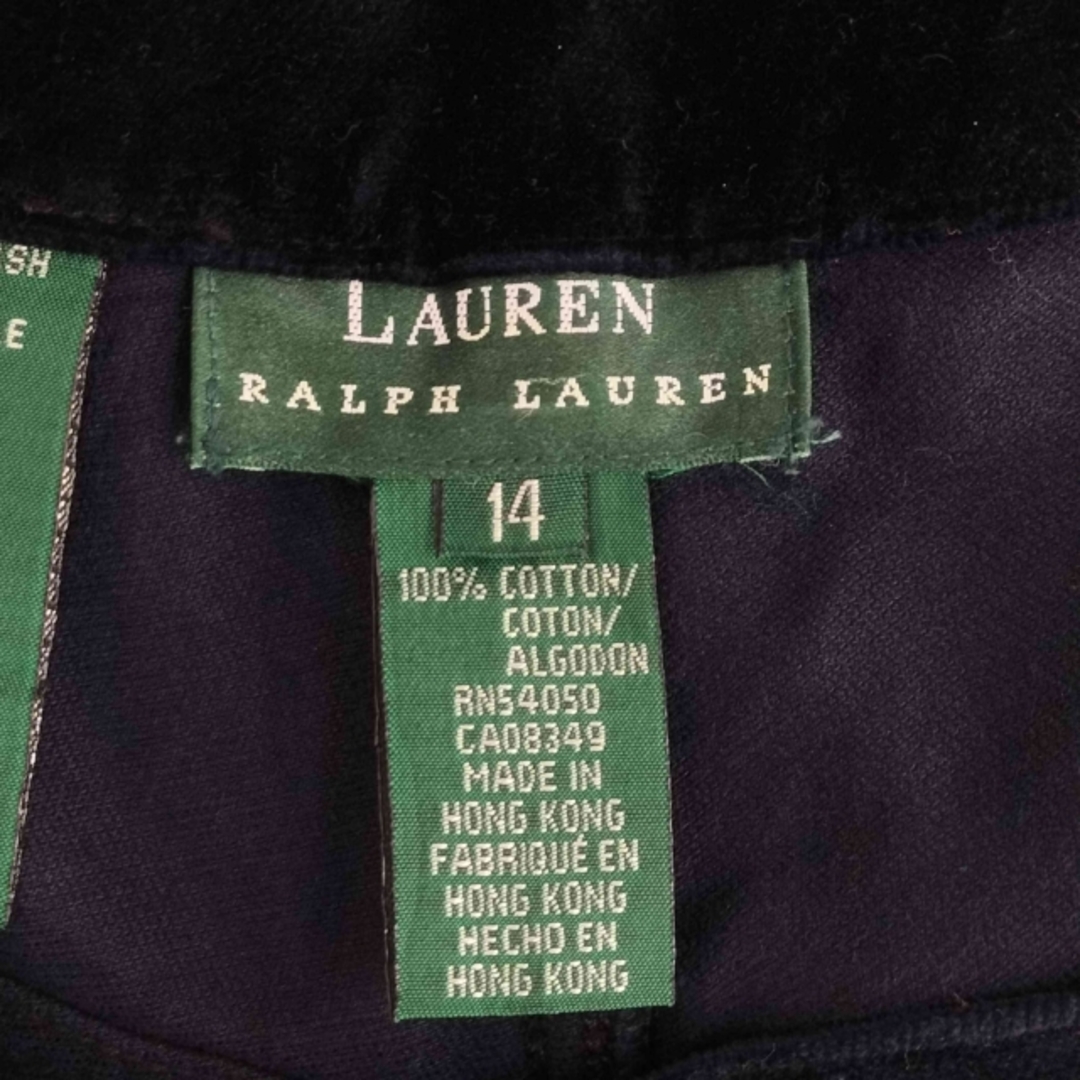 SH
E
LAUREN
RALPH LAUREN
14
100% COTTON/
COTON/
ALGODON
RN54050
CA08349
MADE IN
HONG KONG
FABRIQUÉ EN
HONG KONG
HECHO EN
HONG KONG